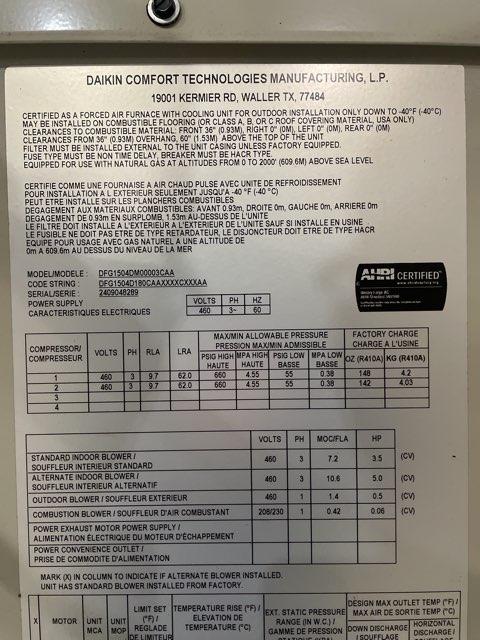 DAIKIN COMFORT TECHNOLOGIES MANUFACTURING, L.P.
19001 KERMIER RD, WALLER TX, 77484
CERTIFIED AS A FORCED AIR FURNACE WITH COOLING UNIT FOR OUTDOOR INSTALLATION ONLY DOWN TO -40°F (-40°C)
MAY BE INSTALLED ON COMBUSTIBLE FLOORING (OR CLASS A, B, OR C ROOF COVERING MATERIAL, USA ONLY)
CLEARANCES TO COMBUSTIBLE MATERIAL: FRONT 36" (0.93M), RIGHT 0" (0M), LEFT 0" (0M), REAR 0" (0M)
CLEARANCES FROM 36" (0.93M) OVERHANG, 60" (1.53M) ABOVE THE TOP OF THE UNIT
FILTER MUST BE INSTALLED EXTERNAL TO THE UNIT CASING UNLESS FACTORY EQUIPPED.
FUSE TYPE MUST BE NON TIME DELAY, BREAKER MUST BE HACR TYPE.
EQUIPPED FOR USE WITH NATURAL GAS AT ALTITUDES FROM 0 TO 2000' (609.6M) ABOVE SEA LEVEL
CERTIFIE COMME UNE FOURNAISE A AIR CHAUD PULSE AVEC UNITE DE REFROIDISSEMENT
POUR INSTALLATION A L'EXTERIEUR SEULEMENT JUSQU'A -40 °F (-40 °C)
PEUT ETRE INSTALLE SUR LES PLANCHERS COMBUSTIBLES
DEGAGEMENT AUX MATERIAUX COMBUSTIBLES: AVANT 0.93m, DROITE 0m, GAUCHE 0m, ARRIERE 0m
DEGAGEMENT DE 0.93m EN SURPLOMB, 1.53m AU-DESSUS DE L'UNITE
LE FILTRE DOIT INSTALLE A L'EXTERIEUR A L'EXTERIEUR DE L'UNITE SAUF SI INSTALLE EN USINE
LE FUSIBLE NE DOIT PAS ETRE DE TYPE RETARDATEUR, LE DISJONCTEUR DOIT ETRE DE TYPE HACR
EQUIPE POUR USAGE AVEC GAS NATUREL A UNE ALTITUDE DE
0m A 609.6m AU-DESSUS DU NIVEAU DE LA MER
MODEL/MODELE : DFG1504DM00003CAA
CODE STRING : DFG1504D180CAAXXXXCXXXAA
SERIAL/SERIE : 2409048289
POWER SUPPLY VOLTS PH HZ
CARACTERISTIQUES ELECTRIQUES 460 3~ 60
AHRI CERTIFIED
MAX/MIN ALLOWABLE PRESSURE FACTORY CHARGE
PRESSION MAX/MIN ADMISSIBLE CHARGE A L'USINE
COMPRESSOR/ COMPRESSEUR VOLTS PH RLA LRA PSIG HIGH HAUTE MPA HIGH HAUTE PSIG LOW BASSE MPA LOW BASSE OZ (R410A) KG (R410A)
1 460 3 9.7 62.0 660 4.55 55 0.38 148 4.2
2 460 3 9.7 62.0 660 4.55 55 0.38 142 4.03
3
4
VOLTS PH MOC/FLA HP
STANDARD INDOOR BLOWER /
SOUFFLEUR INTERIEUR STANDARD 460 3 7.2 3.5 (CV)
ALTERNATE INDOOR BLOWER /
SOUFFLEUR INTERIEUR ALTERNATIF 460 3 10.6 5.0 (CV)
OUTDOOR BLOWER / SOUFFLEUR EXTERIEUR 460 1 1.4 0.5 (CV)
COMBUSTION BLOWER / SOUFFLEUR D'AIR COMBUSTANT 208/230 1 0.42 0.06 (CV)
POWER EXHAUST MOTOR POWER SUPPLY /
ALIMENTATION ÉLECTRIQUE DU MOTEUR D'ÉCHAPPEMENT
POWER CONVENIENCE OUTLET /
PRISE DE COMMODITE D'ALIMENTATION
MARK (X) IN COLUMN TO INDICATE IF ALTERNATE BLOWER INSTALLED.
UNIT HAS STANDARD BLOWER INSTALLED FROM FACTORY.
X MOTOR UNIT MCA UNIT MOP LIMIT SET (°F) / REGLADE DE LIMITEUR TEMPERATURE RISE (°F) / ELEVATION DE TEMPERATURE (°C) EXT. STATIC PRESSURE RANGE (IN W.C.) / GAMME DE PRESSION DESIGN MAX OUTLET TEMP (°F) / MAX AIR DE SORTIE TEMP (°C)
DOWN DISCHARGE / HORIZONTAL DISCHARGE /